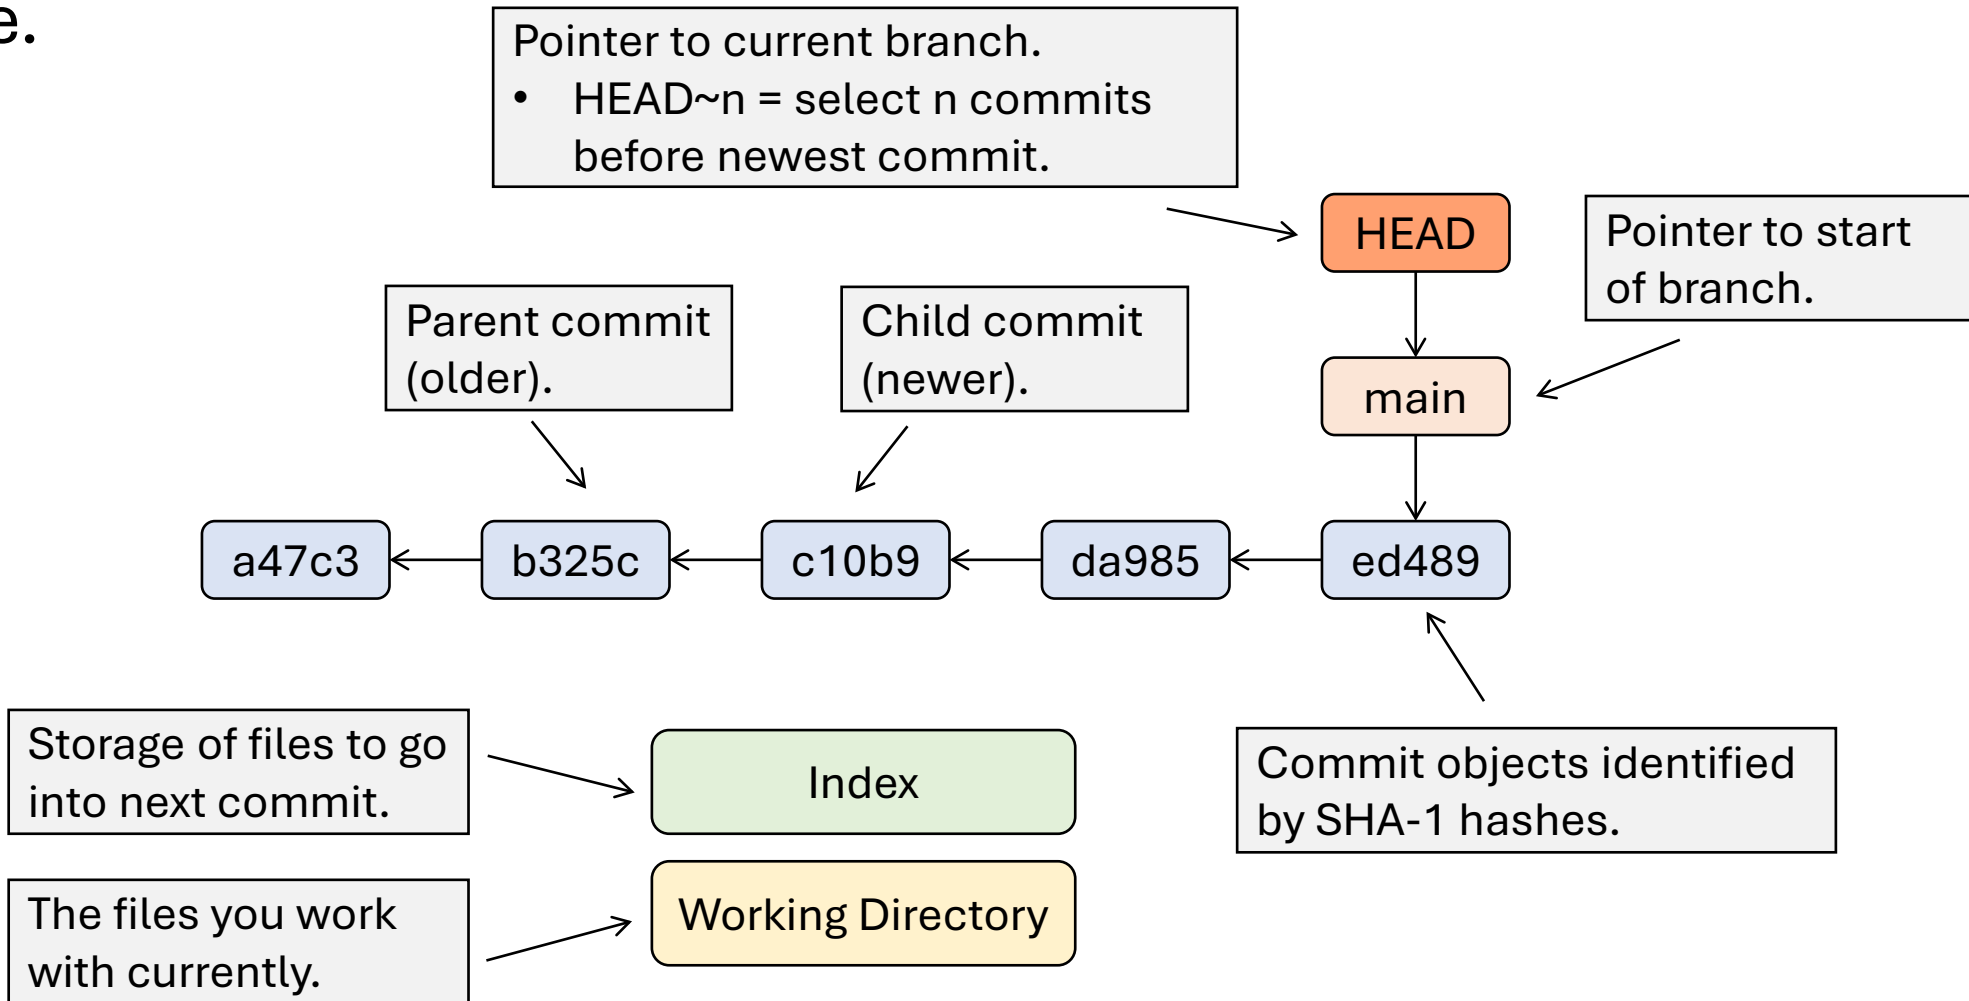 e.
Pointer to current branch.
• HEAD~n = select n commits
before newest commit.
HEAD
Pointer to start
of branch.
Parent commit
(older).
Child commit
(newer).
main
a47c3
b325c
c10b9
da985
ed489
Storage of files to go
into next commit.
Index
Commit objects identified
by SHA-1 hashes.
The files you work
with currently.
Working Directory